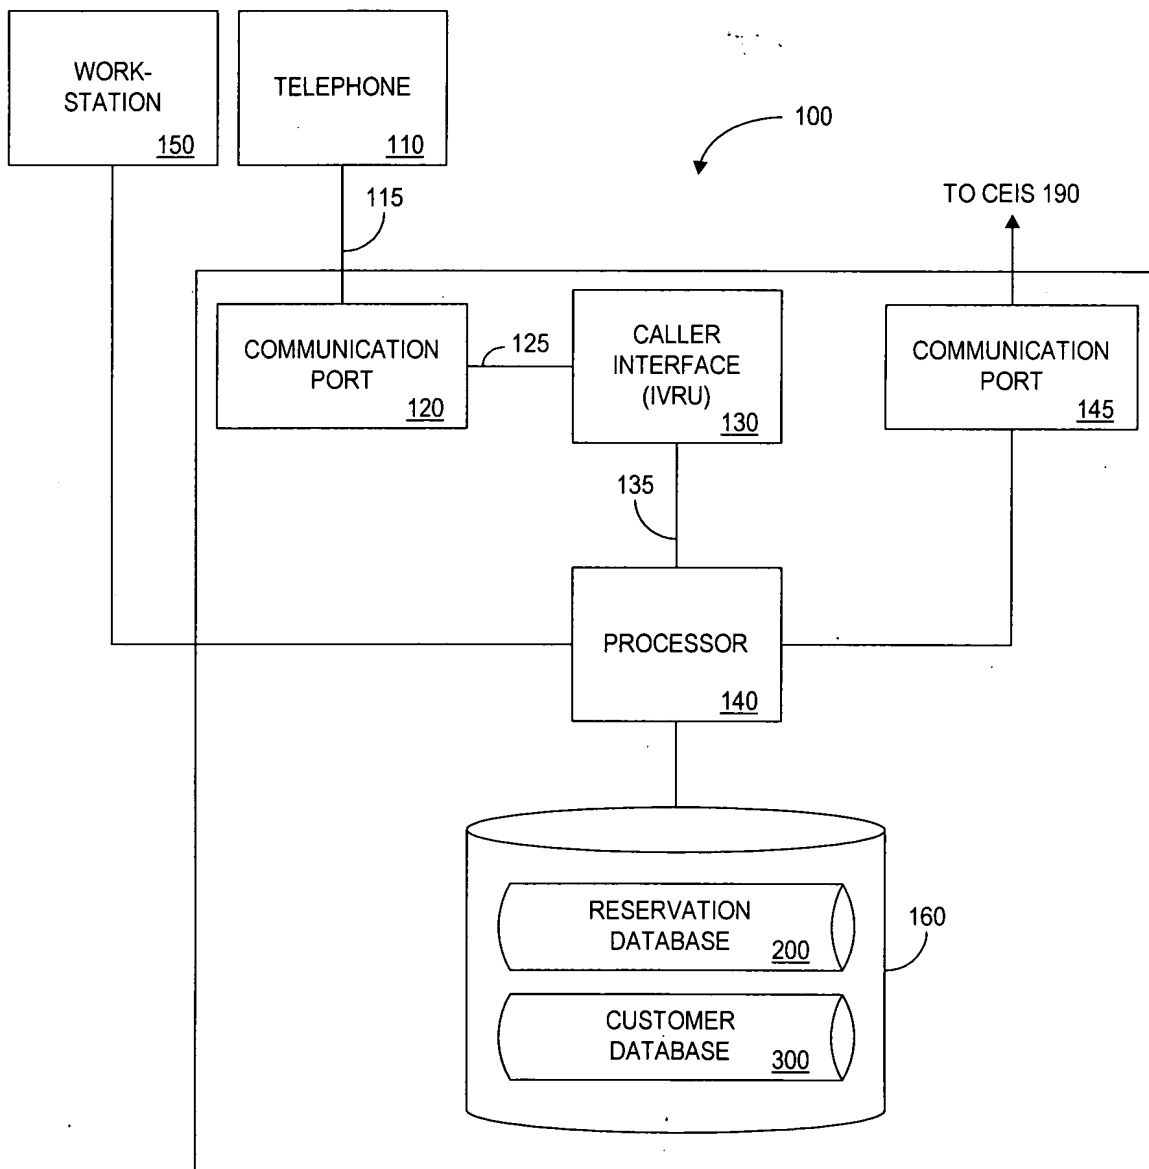 WORK-
STATION
150
TELEPHONE
110
100
115
TO CEIS 190
COMMUNICATION
PORT
120
125
CALLER
INTERFACE
(IVRU)
130
COMMUNICATION
PORT
145
135
PROCESSOR
140
RESERVATION
DATABASE
200
160
CUSTOMER
DATABASE
300